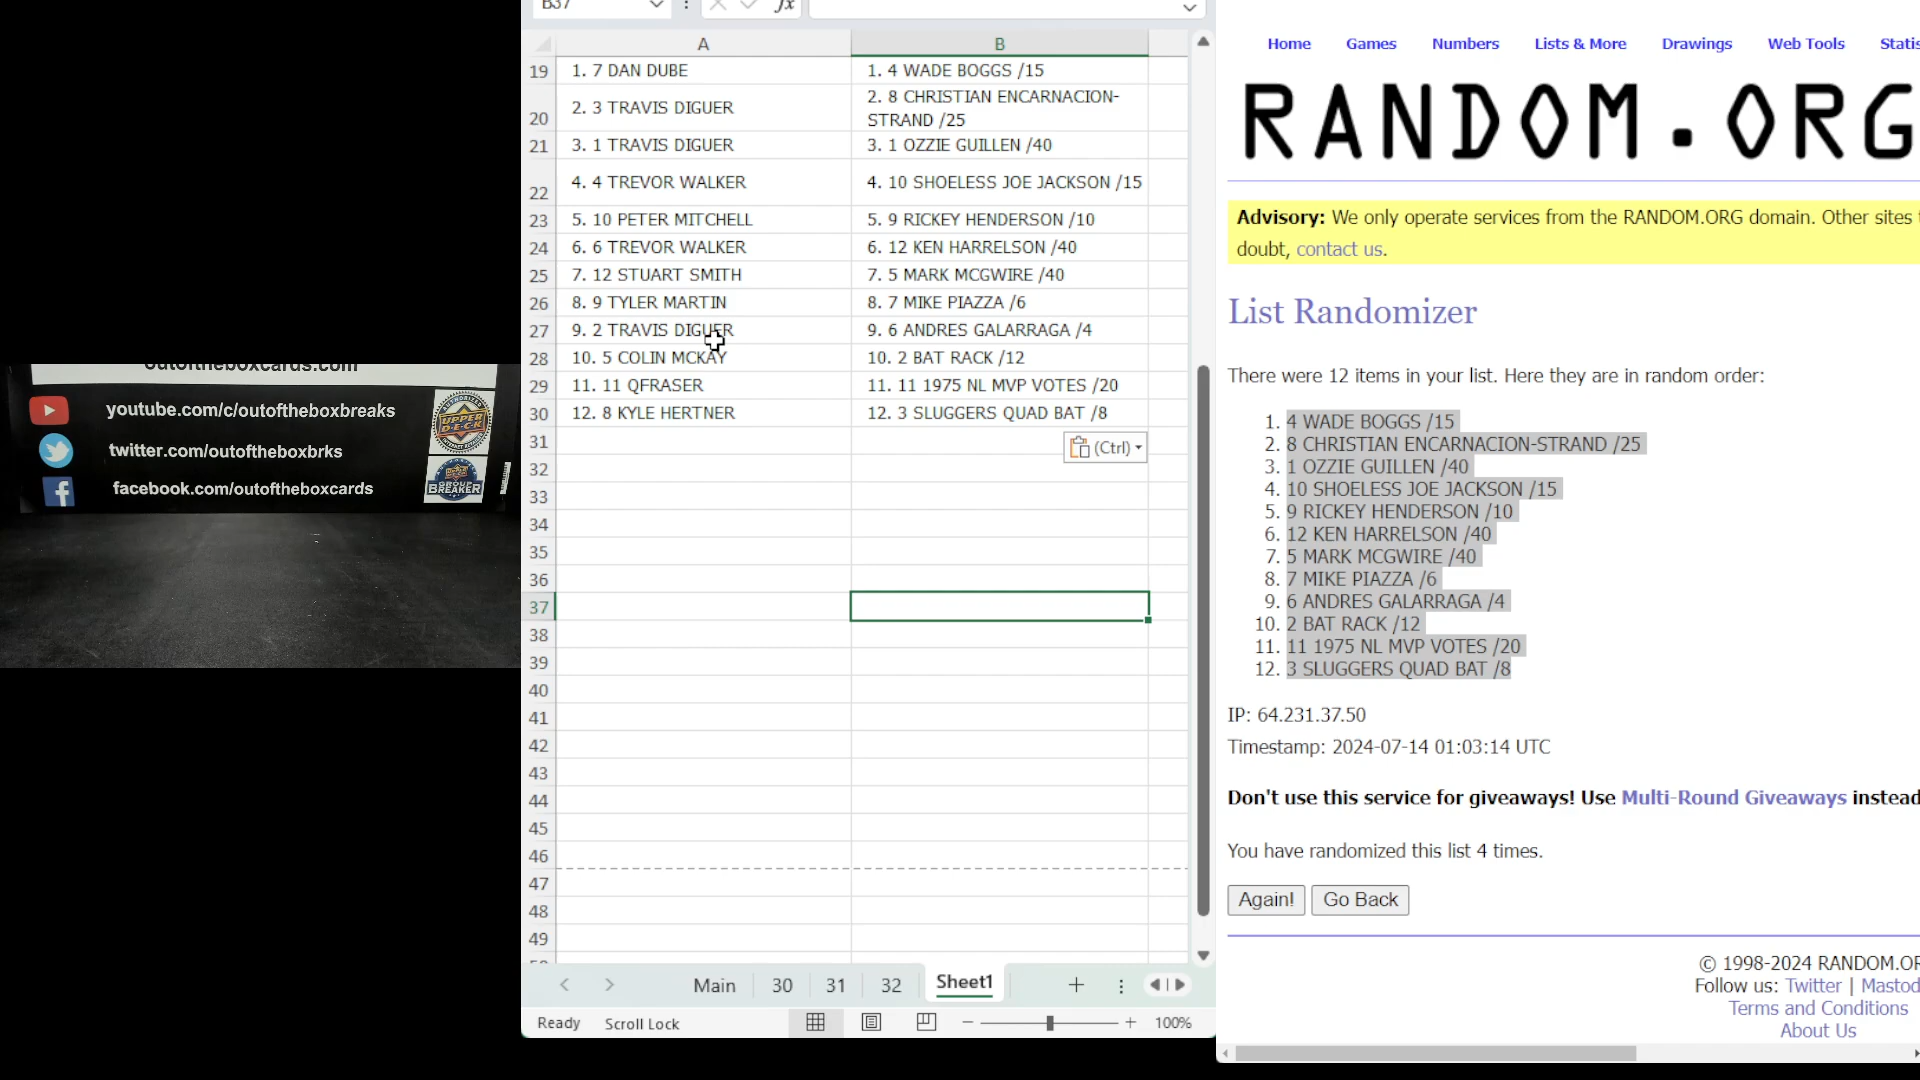 outoftheboxcards.com
youtube.com/c/outoftheboxbreaks
twitter.com/outoftheboxbrks
facebook.com/outoftheboxcards
AUTHORIZED
UPPER DECK
UPPER DECK
GROUP BREAKER
B37
fx
A B
19 1. 7 DAN DUBE 1. 4 WADE BOGGS /15
20 2. 3 TRAVIS DIGUER 2. 8 CHRISTIAN ENCARNACION-
STRAND /25
21 3. 1 TRAVIS DIGUER 3. 1 OZZIE GUILLEN /40
22 4. 4 TREVOR WALKER 4. 10 SHOELESS JOE JACKSON /15
23 5. 10 PETER MITCHELL 5. 9 RICKEY HENDERSON /10
24 6. 6 TREVOR WALKER 6. 12 KEN HARRELSON /40
25 7. 12 STUART SMITH 7. 5 MARK MCGWIRE /40
26 8. 9 TYLER MARTIN 8. 7 MIKE PIAZZA /6
27 9. 2 TRAVIS DIGUER 9. 6 ANDRES GALARRAGA /4
28 10. 5 COLIN MCKAY 10. 2 BAT RACK /12
29 11. 11 QFRASER 11. 11 1975 NL MVP VOTES /20
30 12. 8 KYLE HERTNER 12. 3 SLUGGERS QUAD BAT /8
31
(Ctrl)
32
33
34
35
36
37
38
39
40
41
42
43
44
45
46
47
48
49
Main 30 31 32 Sheet1
Ready Scroll Lock 100%
Home Games Numbers Lists & More Drawings Web Tools Statis
RANDOM.ORG
Advisory: We only operate services from the RANDOM.ORG domain. Other sites
doubt, contact us.
List Randomizer
There were 12 items in your list. Here they are in random order:
1. 4 WADE BOGGS /15
2. 8 CHRISTIAN ENCARNACION-STRAND /25
3. 1 OZZIE GUILLEN /40
4. 10 SHOELESS JOE JACKSON /15
5. 9 RICKEY HENDERSON /10
6. 12 KEN HARRELSON /40
7. 5 MARK MCGWIRE /40
8. 7 MIKE PIAZZA /6
9. 6 ANDRES GALARRAGA /4
10. 2 BAT RACK /12
11. 11 1975 NL MVP VOTES /20
12. 3 SLUGGERS QUAD BAT /8
IP: 64.231.37.50
Timestamp: 2024-07-14 01:03:14 UTC
Don't use this service for giveaways! Use Multi-Round Giveaways instead
You have randomized this list 4 times.
Again! Go Back
© 1998-2024 RANDOM.OR
Follow us: Twitter | Mastod
Terms and Conditions
About Us